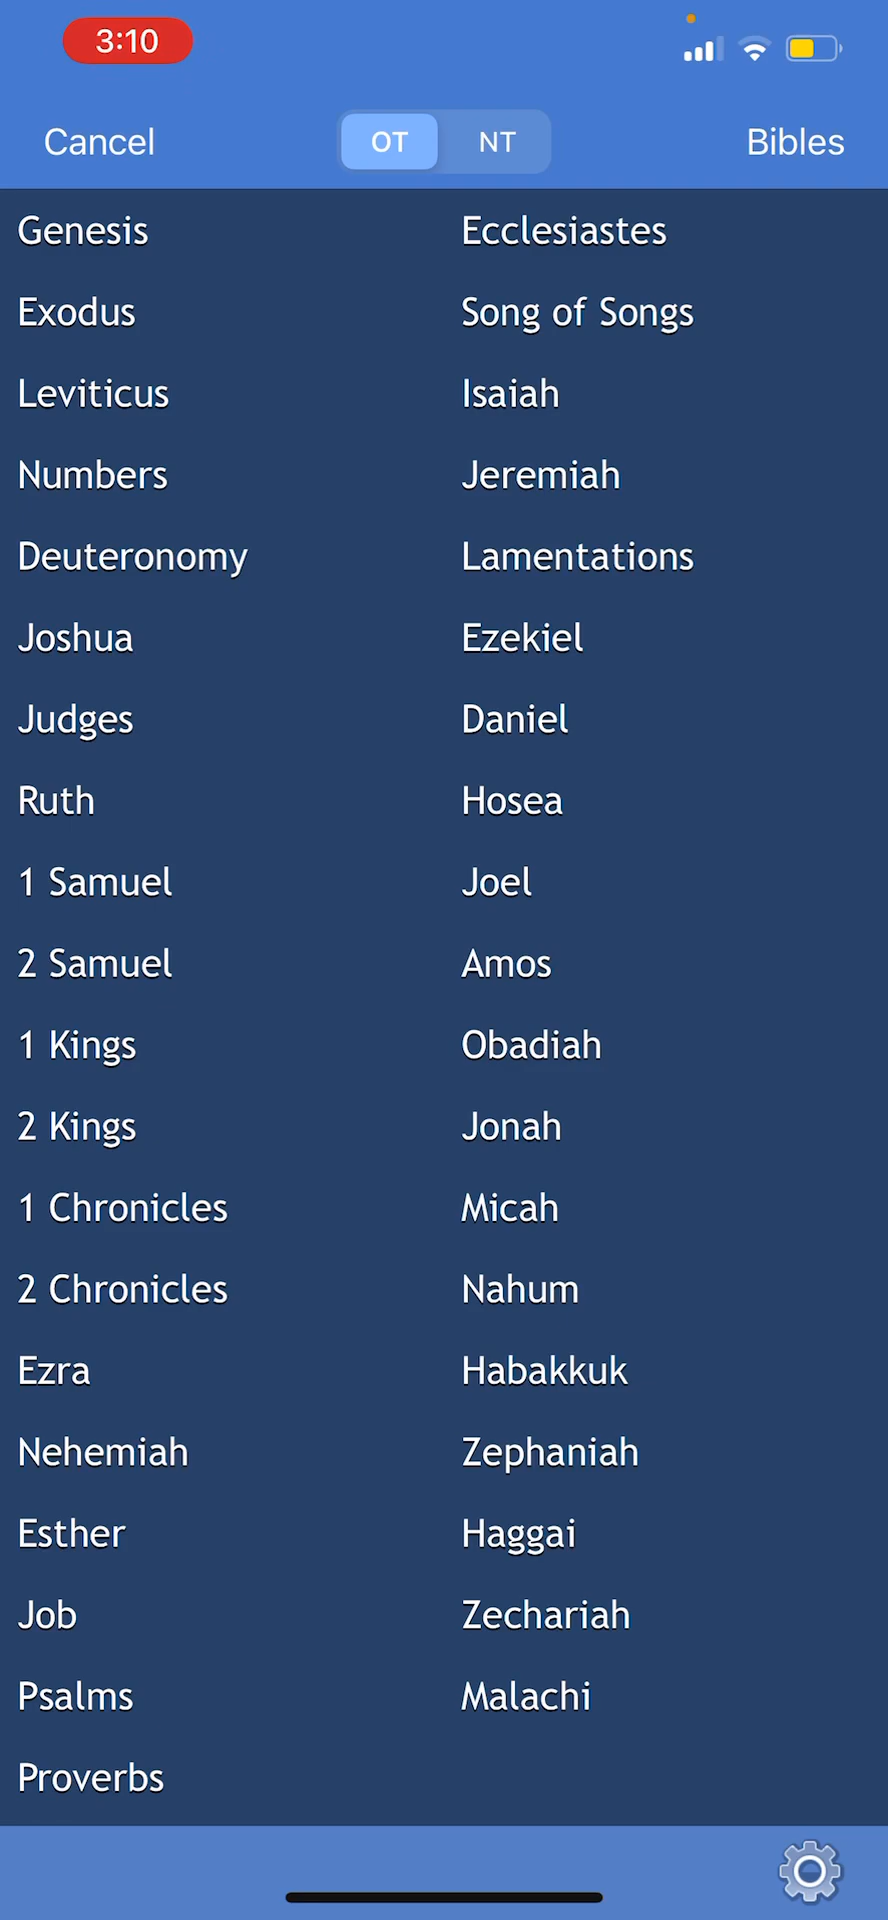 3:10
Cancel OT NT Bibles
Genesis
Exodus
Leviticus
Numbers
Deuteronomy
Joshua
Judges
Ruth
1 Samuel
2 Samuel
1 Kings
2 Kings
1 Chronicles
2 Chronicles
Ezra
Nehemiah
Esther
Job
Psalms
Proverbs
Ecclesiastes
Song of Songs
Isaiah
Jeremiah
Lamentations
Ezekiel
Daniel
Hosea
Joel
Amos
Obadiah
Jonah
Micah
Nahum
Habakkuk
Zephaniah
Haggai
Zechariah
Malachi